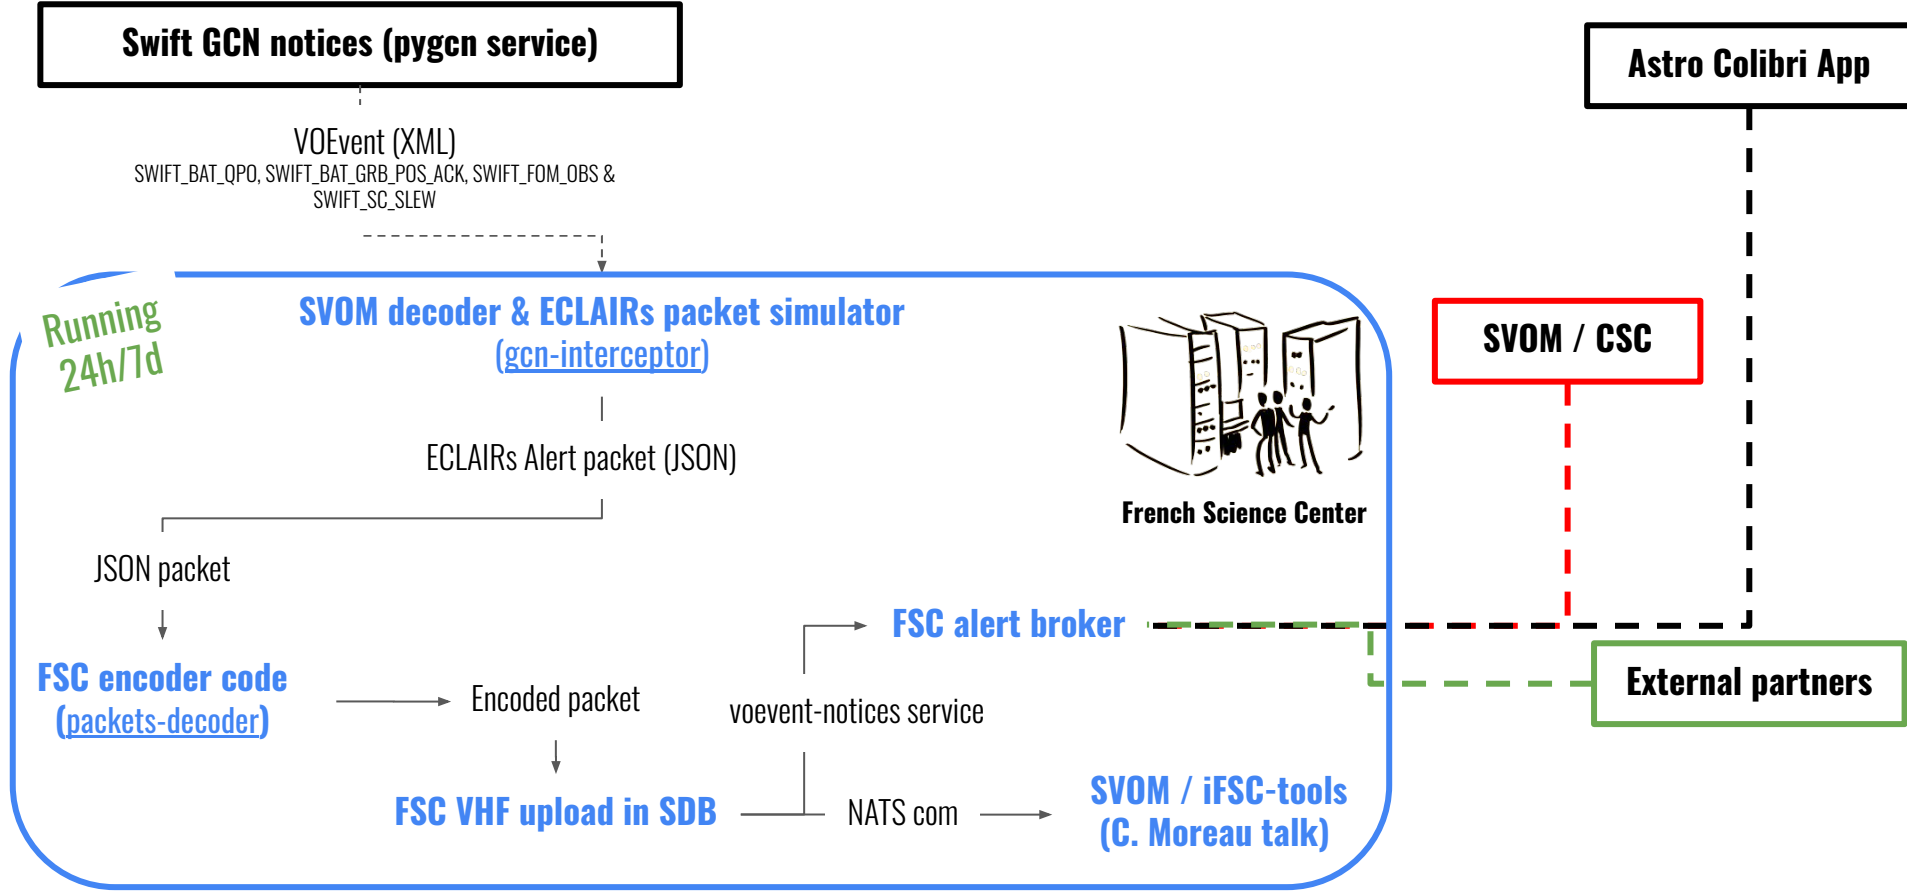 Swift GCN notices (pygcn service)
Astro Colibri App
VOEvent (XML)
SWIFT_BAT_QPO, SWIFT_BAT_GRB_POS_ACK, SWIFT_FOM_OBS &
SWIFT_SC_SLEW
Running
24h/7d
SVOM decoder & ECLAIRs packet simulator
(gcn-interceptor)
SVOM / CSC
ECLAIRs Alert packet (JSON)
French Science Center
JSON packet
FSC alert broker
FSC encoder code
(packets-decoder)
Encoded packet
voevent-notices service
External partners
FSC VHF upload in SDB
NATS com
SVOM / iFSC-tools
(C. Moreau talk)